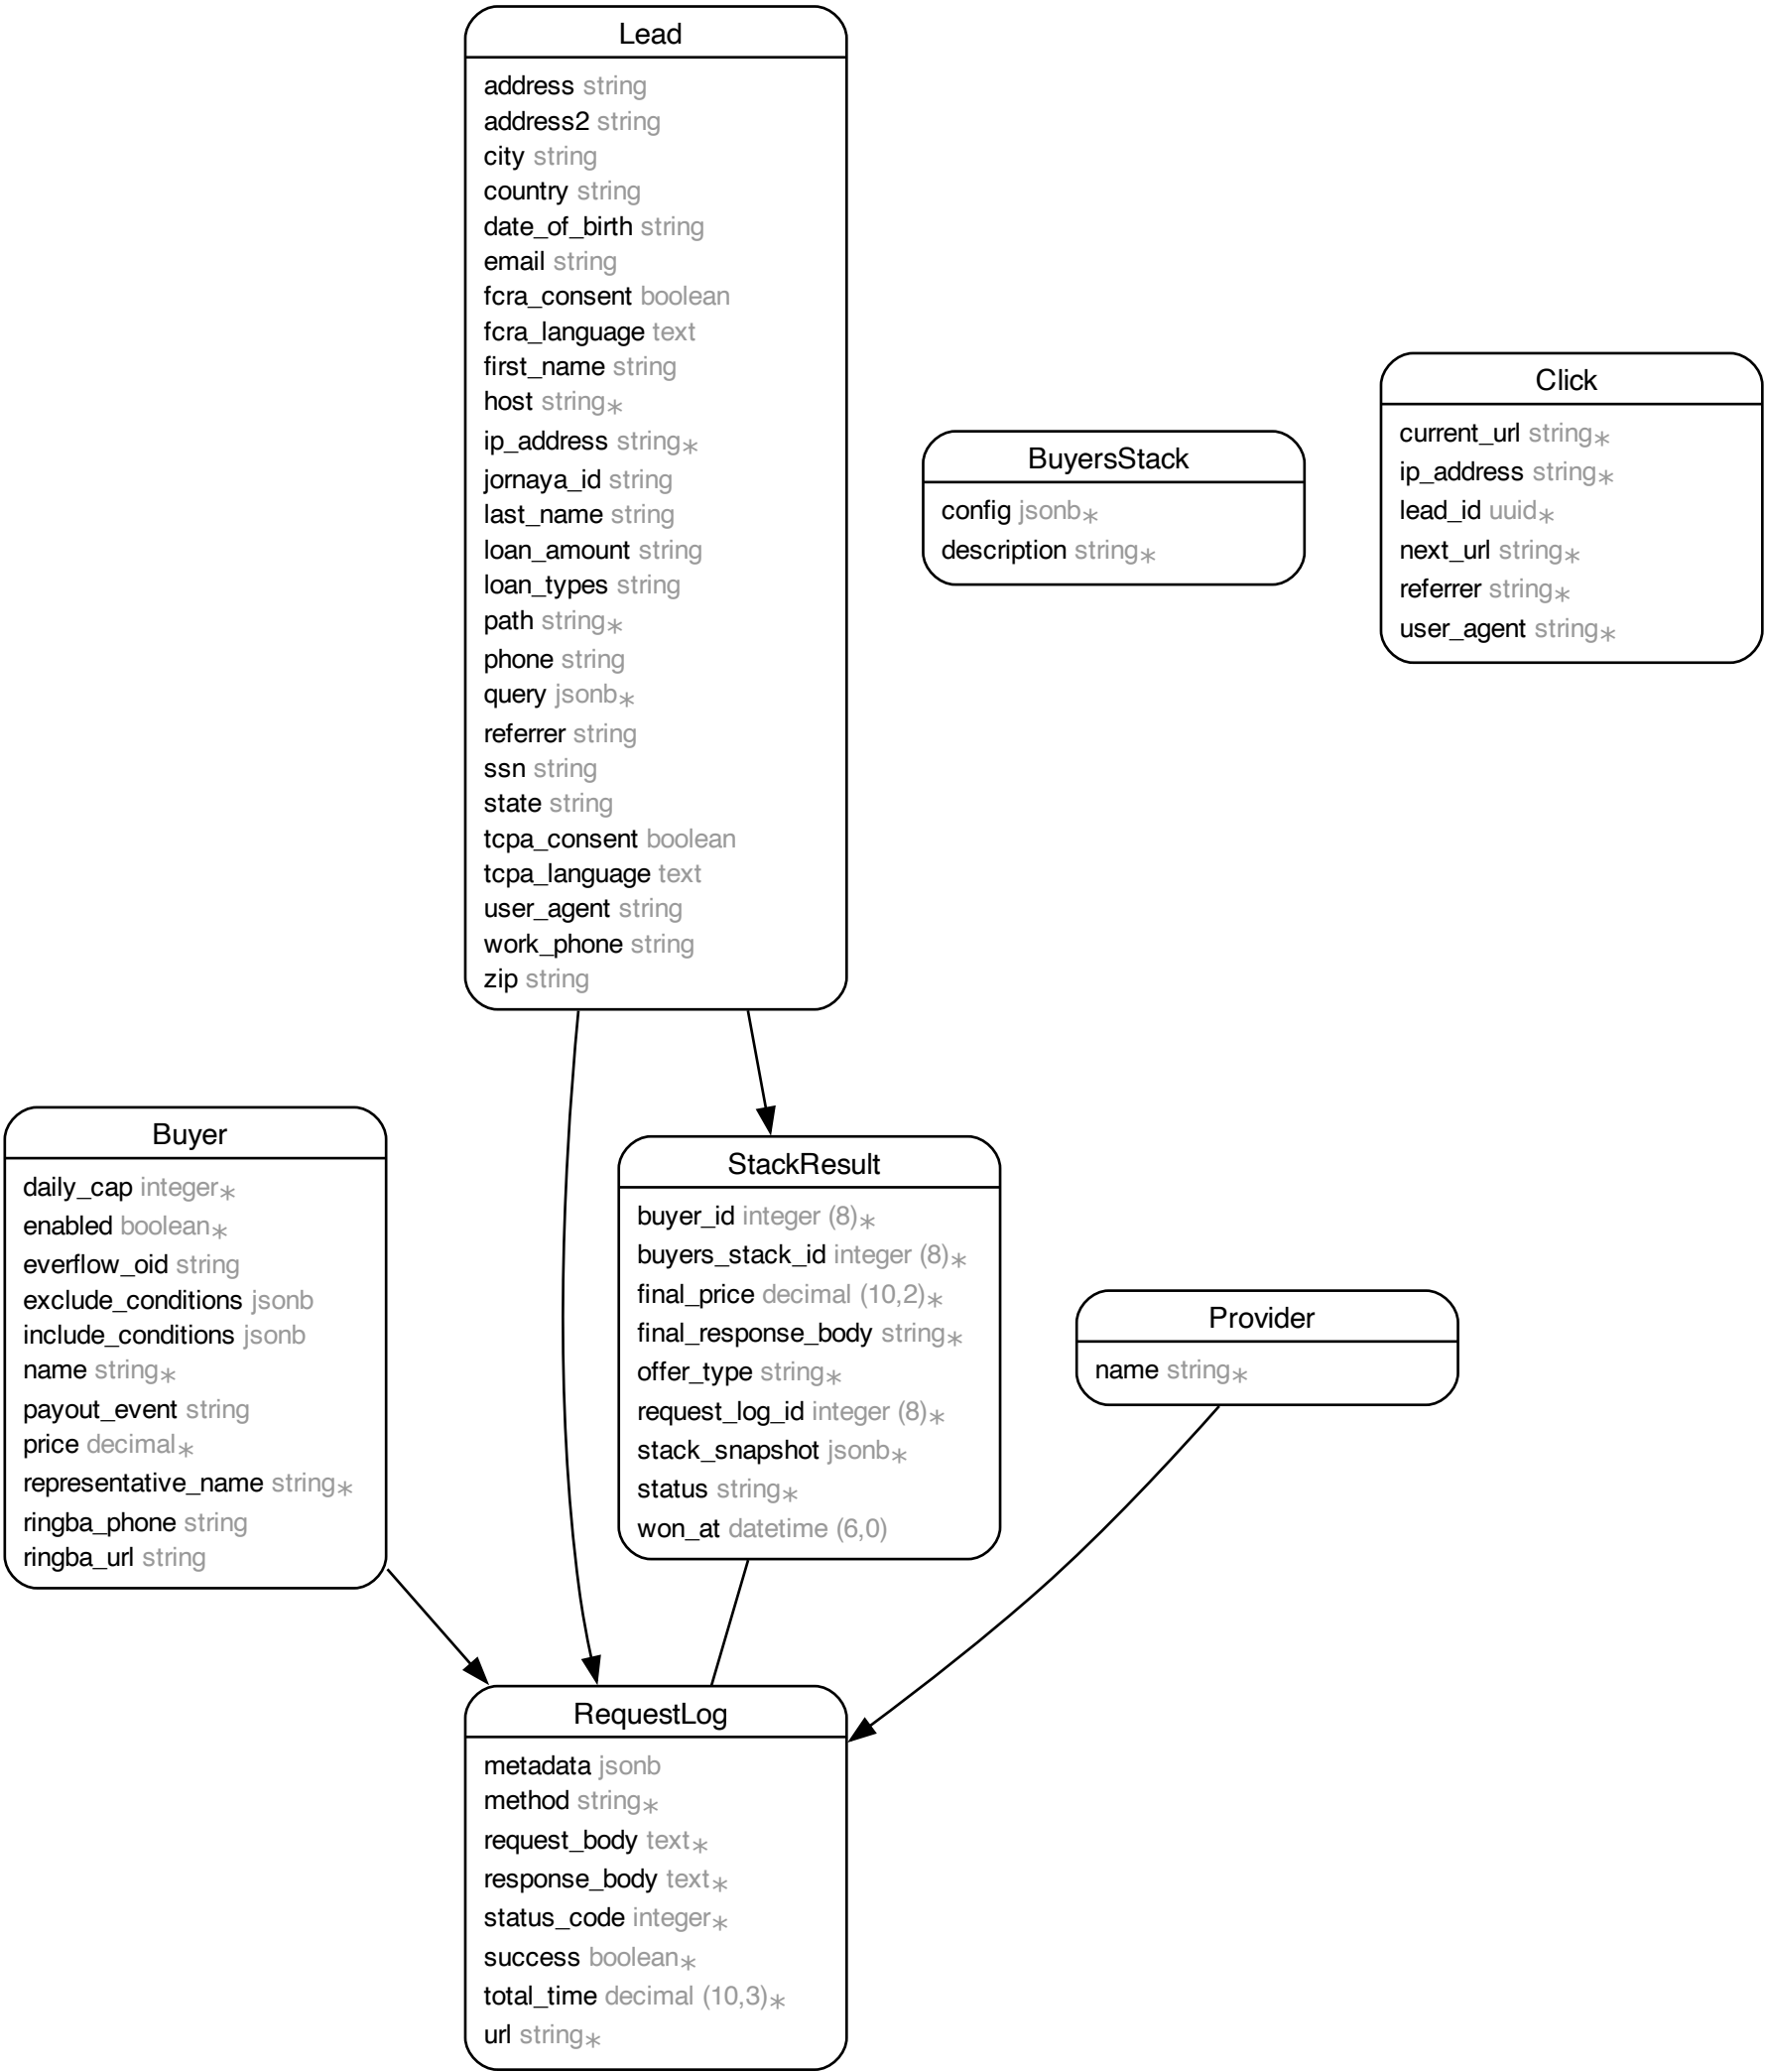 Lead
address string
address2 string
city string
country string
date_of_birth string
email string
fcra_consent boolean
fcra_language text
first_name string
host string∗
ip_address string∗
jornaya_id string
last_name string
loan_amount string
loan_types string
path string∗
phone string
query jsonb∗
referrer string
ssn string
state string
tcpa_consent boolean
tcpa_language text
user_agent string
work_phone string
zip string
BuyersStack
config jsonb∗
description string∗
Click
current_url string∗
ip_address string∗
lead_id uuid∗
next_url string∗
referrer string∗
user_agent string∗
Buyer
daily_cap integer∗
enabled boolean∗
everflow_oid string
exclude_conditions jsonb
include_conditions jsonb
name string∗
payout_event string
price decimal∗
representative_name string∗
ringba_phone string
ringba_url string
StackResult
buyer_id integer (8)∗
buyers_stack_id integer (8)∗
final_price decimal (10,2)∗
final_response_body string∗
offer_type string∗
request_log_id integer (8)∗
stack_snapshot jsonb∗
status string∗
won_at datetime (6,0)
Provider
name string∗
RequestLog
metadata jsonb
method string∗
request_body text∗
response_body text∗
status_code integer∗
success boolean∗
total_time decimal (10,3)∗
url string∗